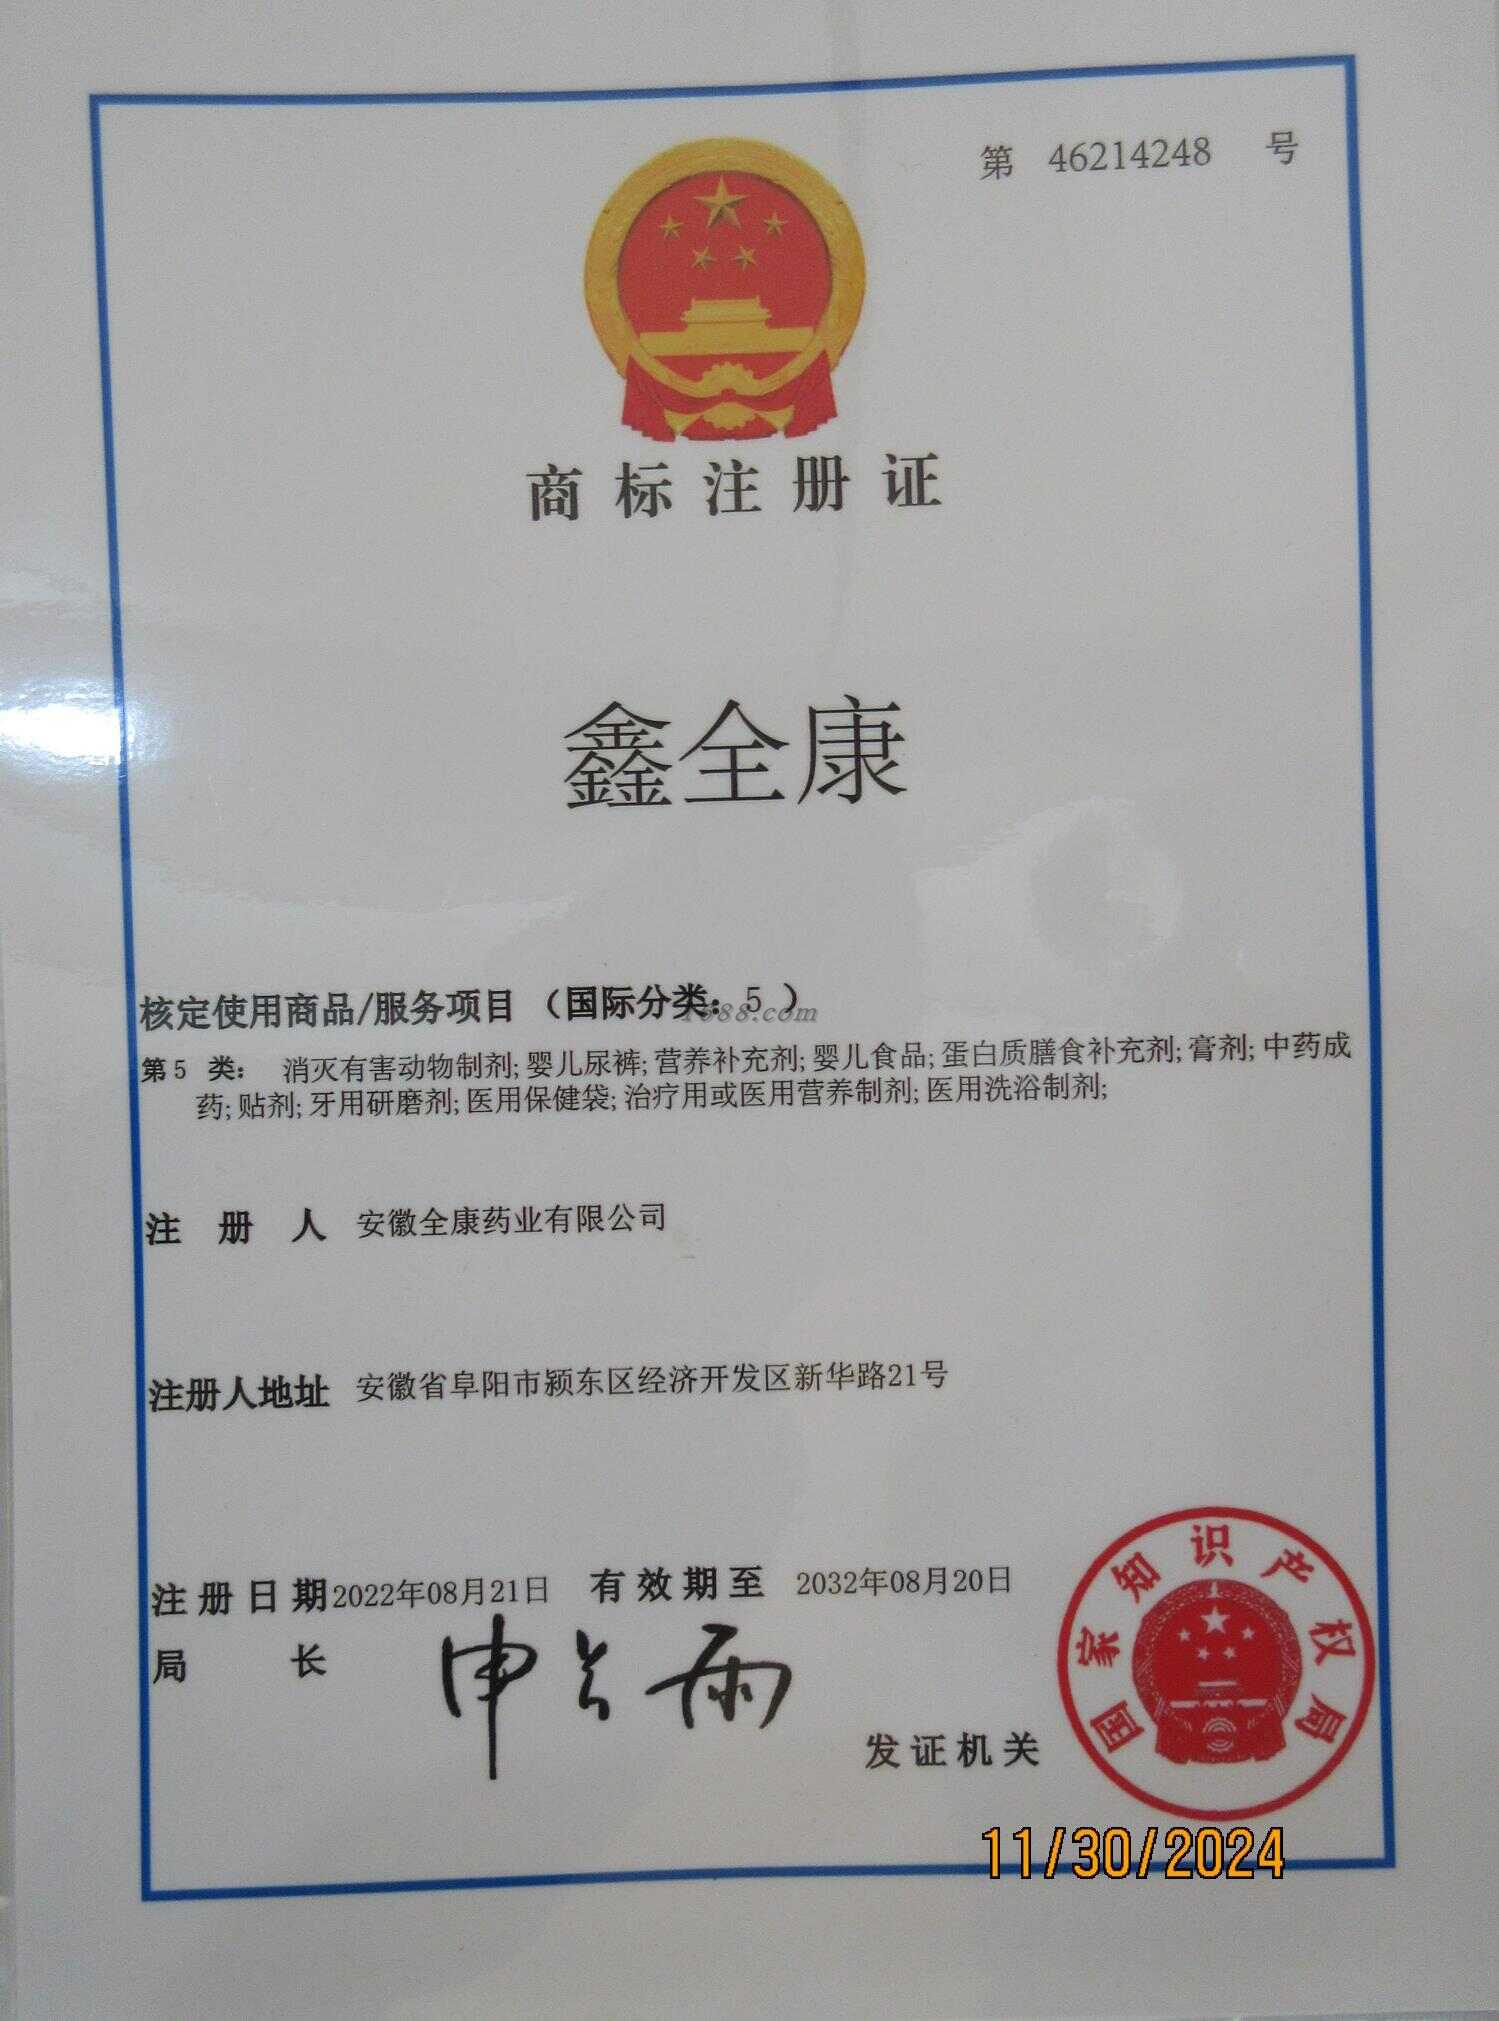 第 46214248 号
商标注册证
鑫全康
核定使用商品/服务项目（国际分类：5）
1688.com
第5 类： 消灭有害动物制剂; 婴儿尿裤; 营养补充剂; 婴儿食品; 蛋白质膳食补充剂; 膏剂; 中药成
药; 贴剂; 牙用研磨剂; 医用保健袋; 治疗用或医用营养制剂; 医用洗浴制剂;
注册人 安徽全康药业有限公司
注册人地址 安徽省阜阳市颍东区经济开发区新华路21号
注册日期 2022年08月21日 有效期至 2032年08月20日
局长 申长雨
发证机关
国家知识产权局
11/30/2024